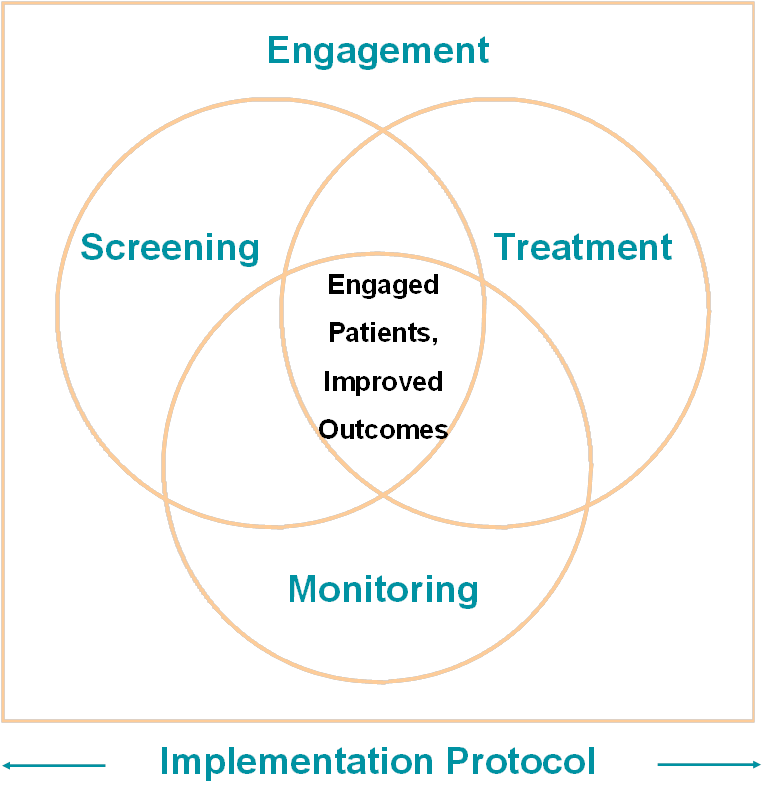 Engagement
Screening
Treatment
Engaged
Patients,
Improved
Outcomes
Monitoring
Implementation Protocol